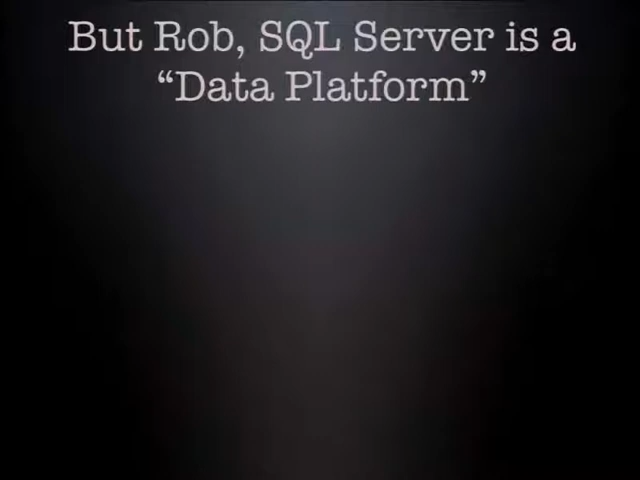 But Rob, SQL Server is a
“Data Platform”